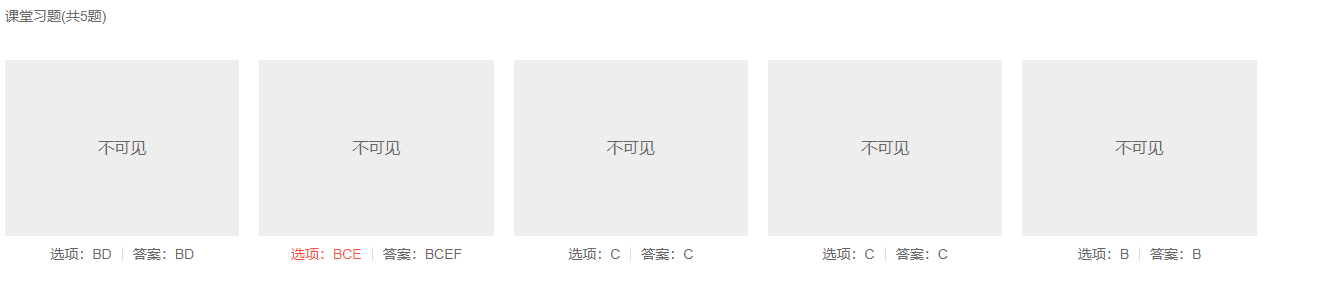 课堂习题(共5题)
不可见 不可见 不可见 不可见 不可见
选项：BD 答案：BD 选项：BCE 答案：BCEF 选项：C 答案：C 选项：C 答案：C 选项：B 答案：B